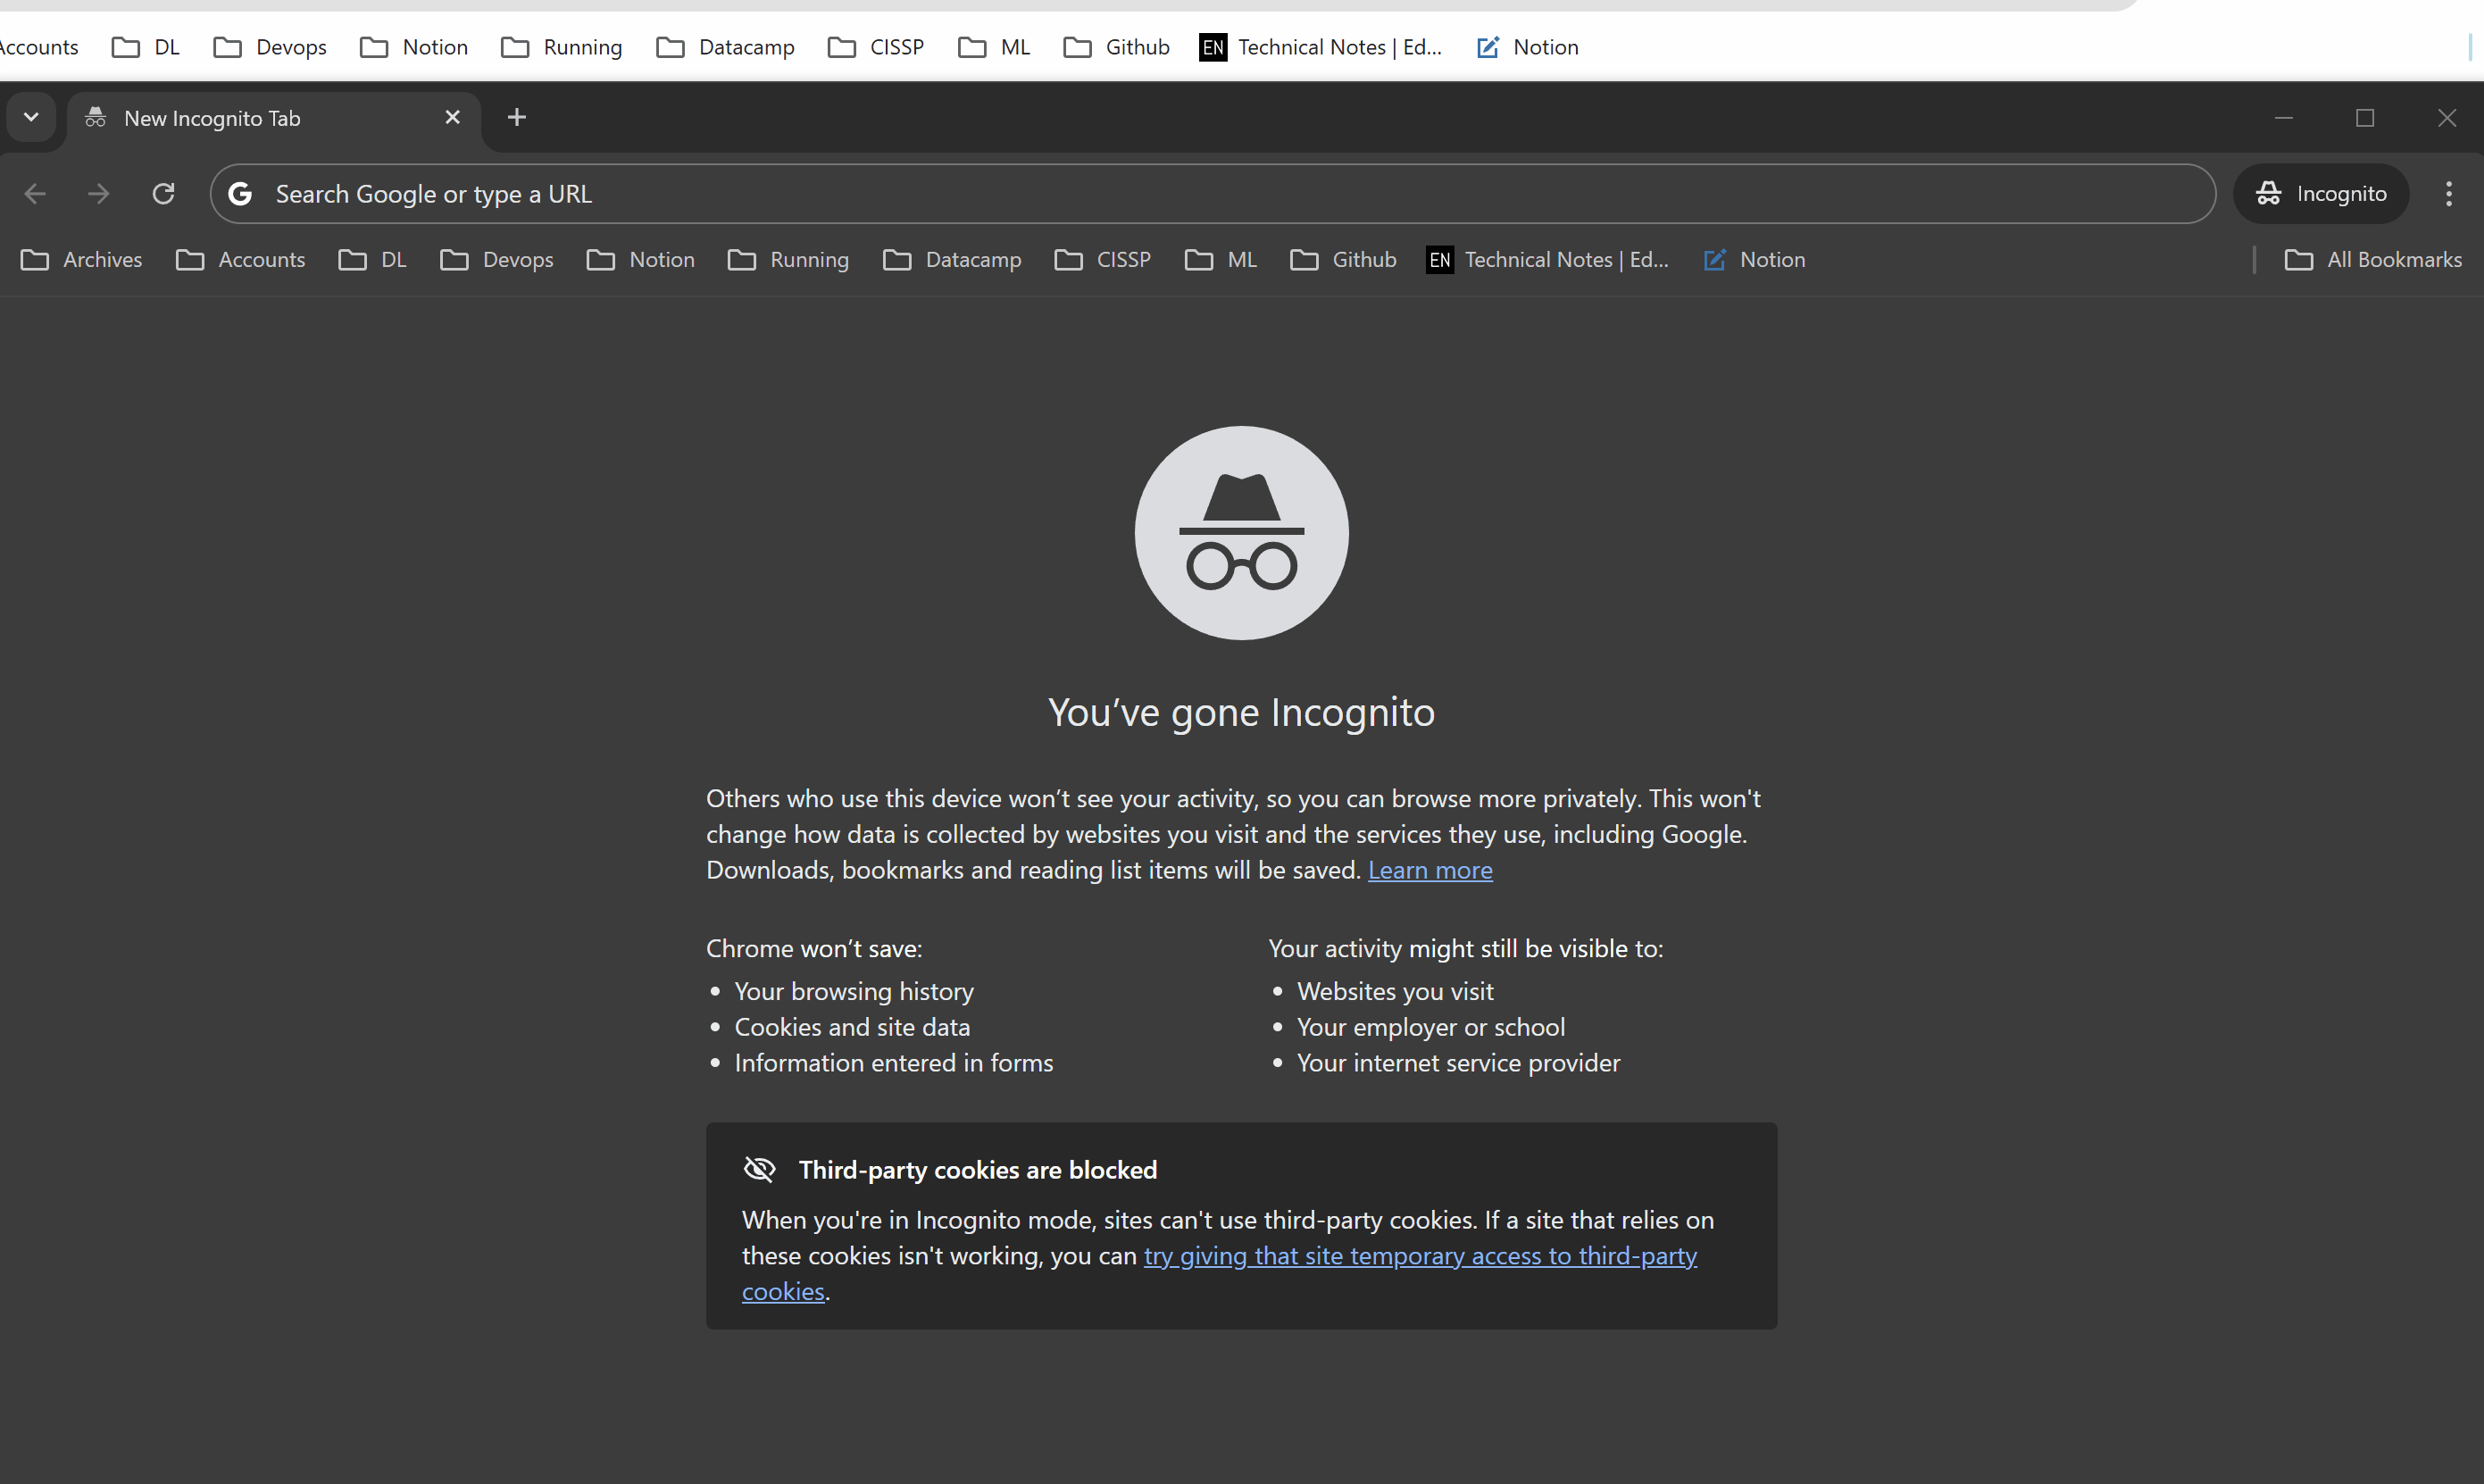 Accounts DL Devops Notion Running Datacamp CISSP ML Github EN Technical Notes | Ed... Notion
New Incognito Tab
G Search Google or type a URL Incognito
Archives Accounts DL Devops Notion Running Datacamp CISSP ML Github EN Technical Notes | Ed... Notion All Bookmarks
You’ve gone Incognito
Others who use this device won’t see your activity, so you can browse more privately. This won't
change how data is collected by websites you visit and the services they use, including Google.
Downloads, bookmarks and reading list items will be saved. Learn more
Chrome won’t save:
• Your browsing history
• Cookies and site data
• Information entered in forms
Your activity might still be visible to:
• Websites you visit
• Your employer or school
• Your internet service provider
Third-party cookies are blocked
When you're in Incognito mode, sites can't use third-party cookies. If a site that relies on
these cookies isn't working, you can try giving that site temporary access to third-party
cookies.